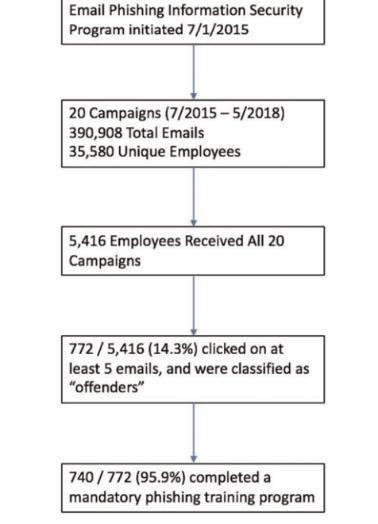 Email Phishing Information Security
Program initiated 7/1/2015
20 Campaigns (7/2015 – 5/2018)
390,908 Total Emails
35,580 Unique Employees
5,416 Employees Received All 20
Campaigns
772 / 5,416 (14.3%) clicked on at
least 5 emails, and were classified as
“offenders”
740 / 772 (95.9%) completed a
mandatory phishing training program